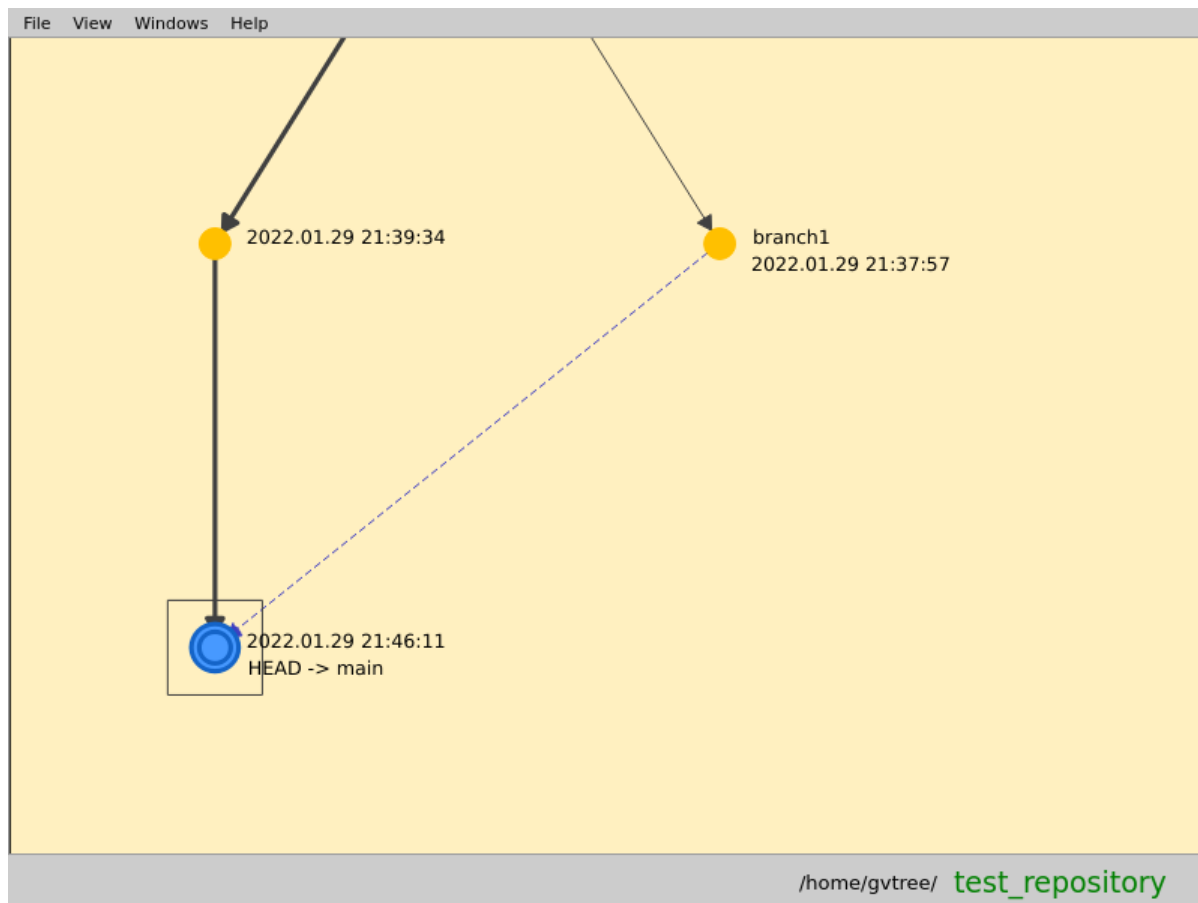 File View Windows Help
2022.01.29 21:39:34
branch1
2022.01.29 21:37:57
2022.01.29 21:46:11
HEAD -> main
/home/gvtree/ test_repository